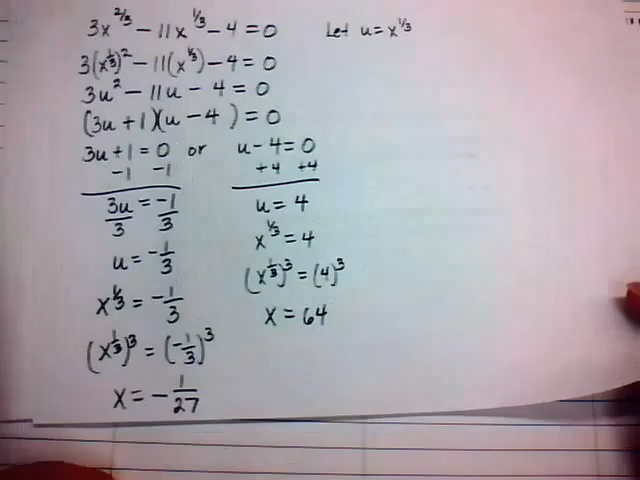 3x^{2/3} - 11x^{1/3} - 4 = 0    Let u = x^{1/3}
3(x^{1/3})^2 - 11(x^{1/3}) - 4 = 0
3u^2 - 11u - 4 = 0
(3u + 1)(u - 4) = 0
3u + 1 = 0 or u - 4 = 0
-1 -1    +4 +4
3u/3 = -1/3    u = 4
u = -1/3    x^{1/3} = 4
x^{1/3} = -1/3    (x^{1/3})^3 = (4)^3
(x^{1/3})^3 = (-1/3)^3    x = 64
x = -1/27